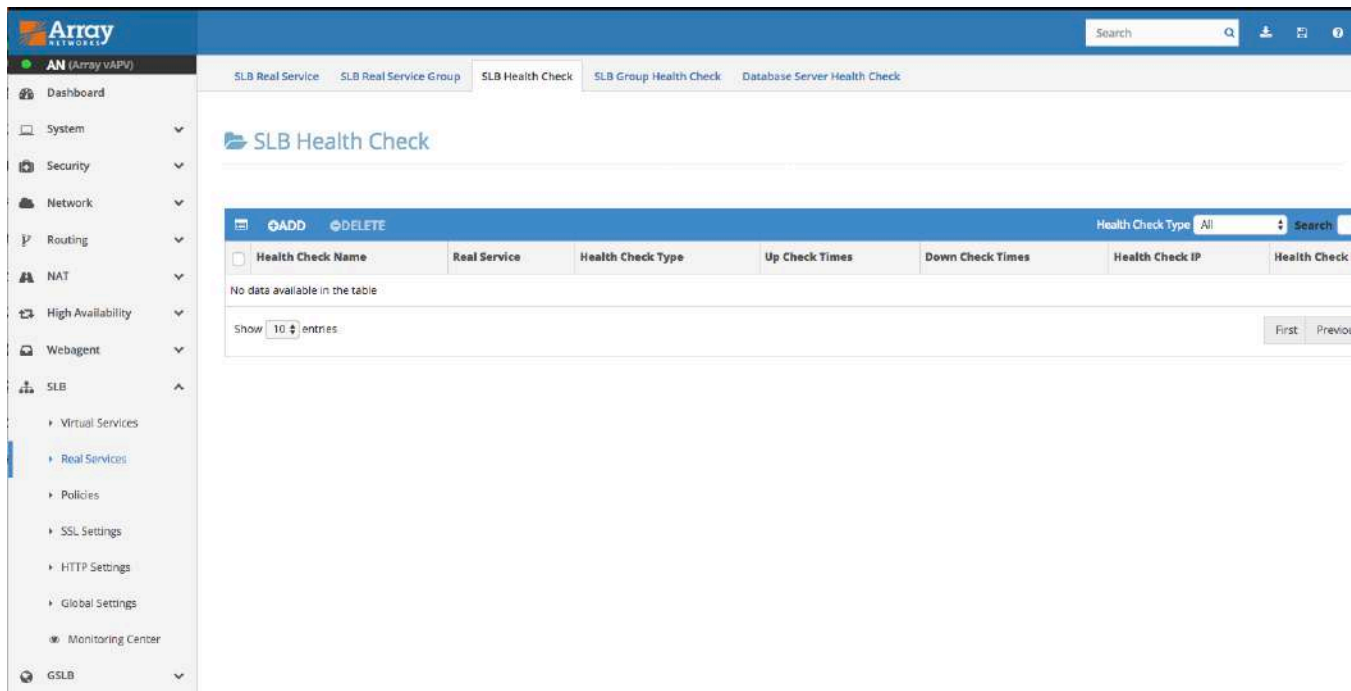 Array
NETWORKS
Search
AN (Array vAPV)
SLB Real Service SLB Real Service Group SLB Health Check SLB Group Health Check Database Server Health Check
Dashboard
System
Security
Network
Routing
NAT
High Availability
Webagent
SLB
Virtual Services
Real Services
Policies
SSL Settings
HTTP Settings
Global Settings
Monitoring Center
GSLB
SLB Health Check
ADD DELETE Health Check Type All Search
Health Check Name Real Service Health Check Type Up Check Times Down Check Times Health Check IP Health Check
No data available in the table
Show 10 entries First Previou